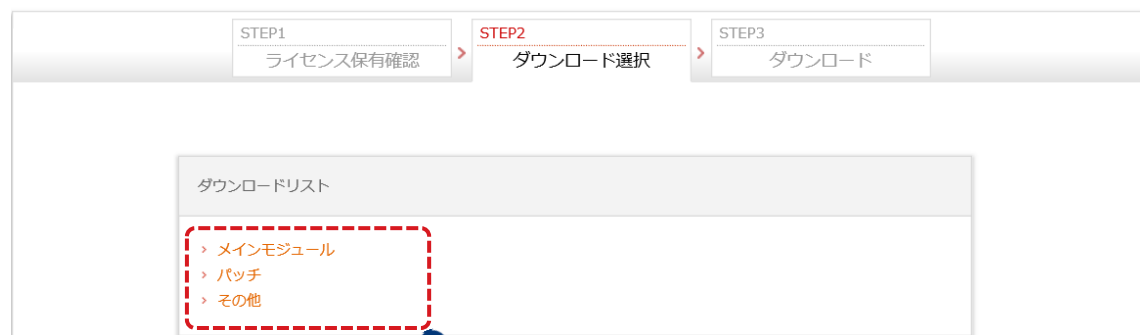 STEP1
ライセンス保有確認
STEP2
ダウンロード選択
STEP3
ダウンロード
ダウンロードリスト
メインモジュール
パッチ
その他